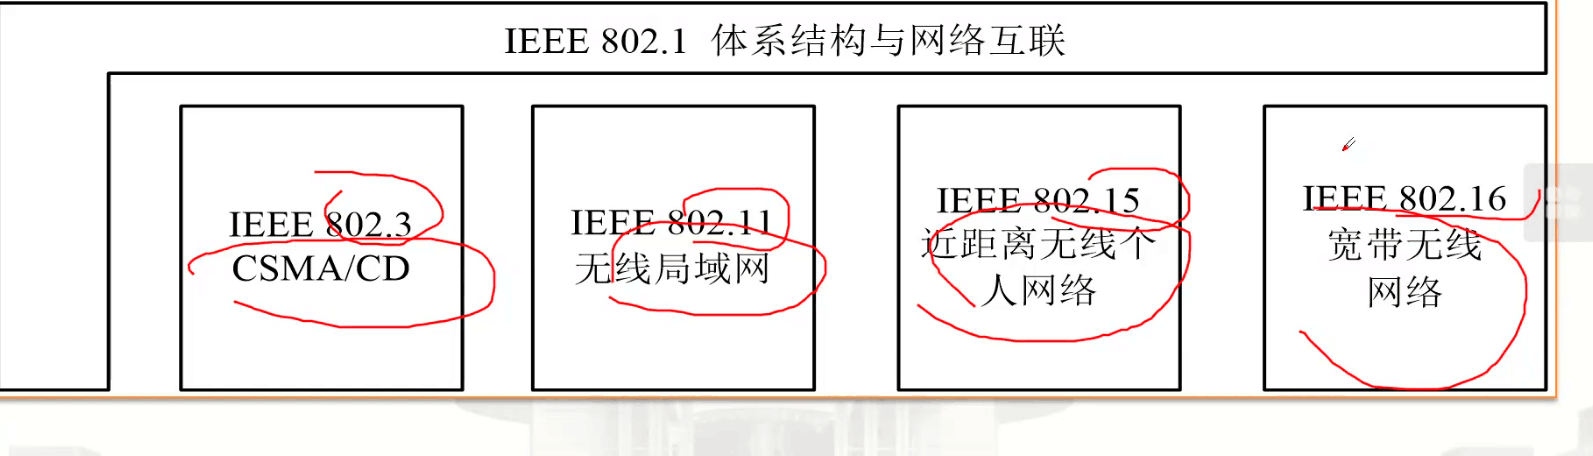 IEEE 802.1 体系结构与网络互联
IEEE 802.3
CSMA/CD
IEEE 802.11
无线局域网
IEEE 802.15
近距离无线个
人网络
IEEE 802.16
宽带无线
网络